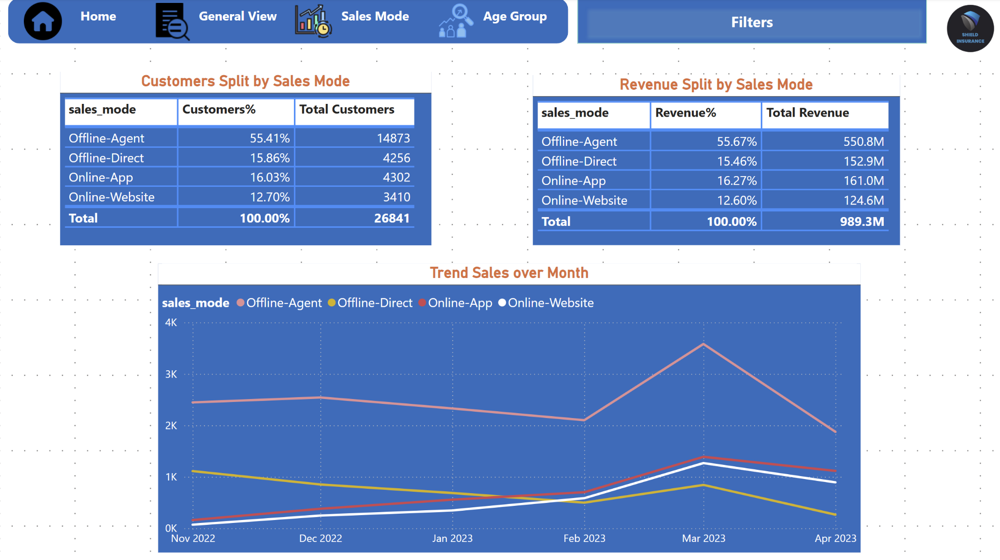 Home General View Sales Mode Age Group Filters
SHIELD
INSURANCE
Customers Split by Sales Mode
sales_mode Customers% Total Customers
Offline-Agent 55.41% 14873
Offline-Direct 15.86% 4256
Online-App 16.03% 4302
Online-Website 12.70% 3410
Total 100.00% 26841
Revenue Split by Sales Mode
sales_mode Revenue% Total Revenue
Offline-Agent 55.67% 550.8M
Offline-Direct 15.46% 152.9M
Online-App 16.27% 161.0M
Online-Website 12.60% 124.6M
Total 100.00% 989.3M
Trend Sales over Month
sales_mode Offline-Agent Offline-Direct Online-App Online-Website
4K
3K
2K
1K
0K
Nov 2022 Dec 2022 Jan 2023 Feb 2023 Mar 2023 Apr 2023